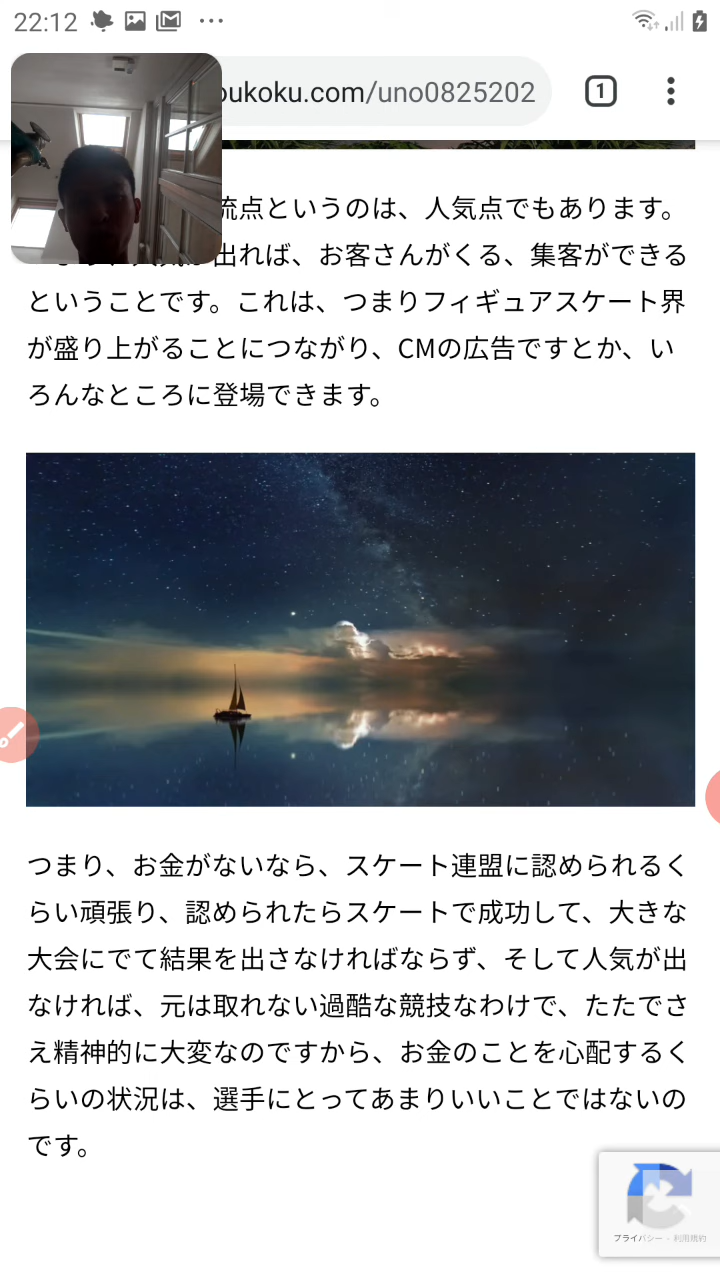 22:12
oukoku.com/uno0825202
1
流点というのは、人気点でもあります。
出れば、お客さんがくる、集客ができる
ということです。これは、つまりフィギュアスケート界
が盛り上がることにつながり、CMの広告ですとか、い
ろんなところに登場できます。
つまり、お金がないなら、スケート連盟に認められるく
らい頑張り、認められたらスケートで成功して、大きな
大会にでて結果を出さなければならず、そして人気が出
なければ、元は取れない過酷な競技なわけで、たたでさ
え精神的に大変なのですから、お金のことを心配するく
らいの状況は、選手にとってあまりいいことではないの
です。
プライバシー - 利用規約